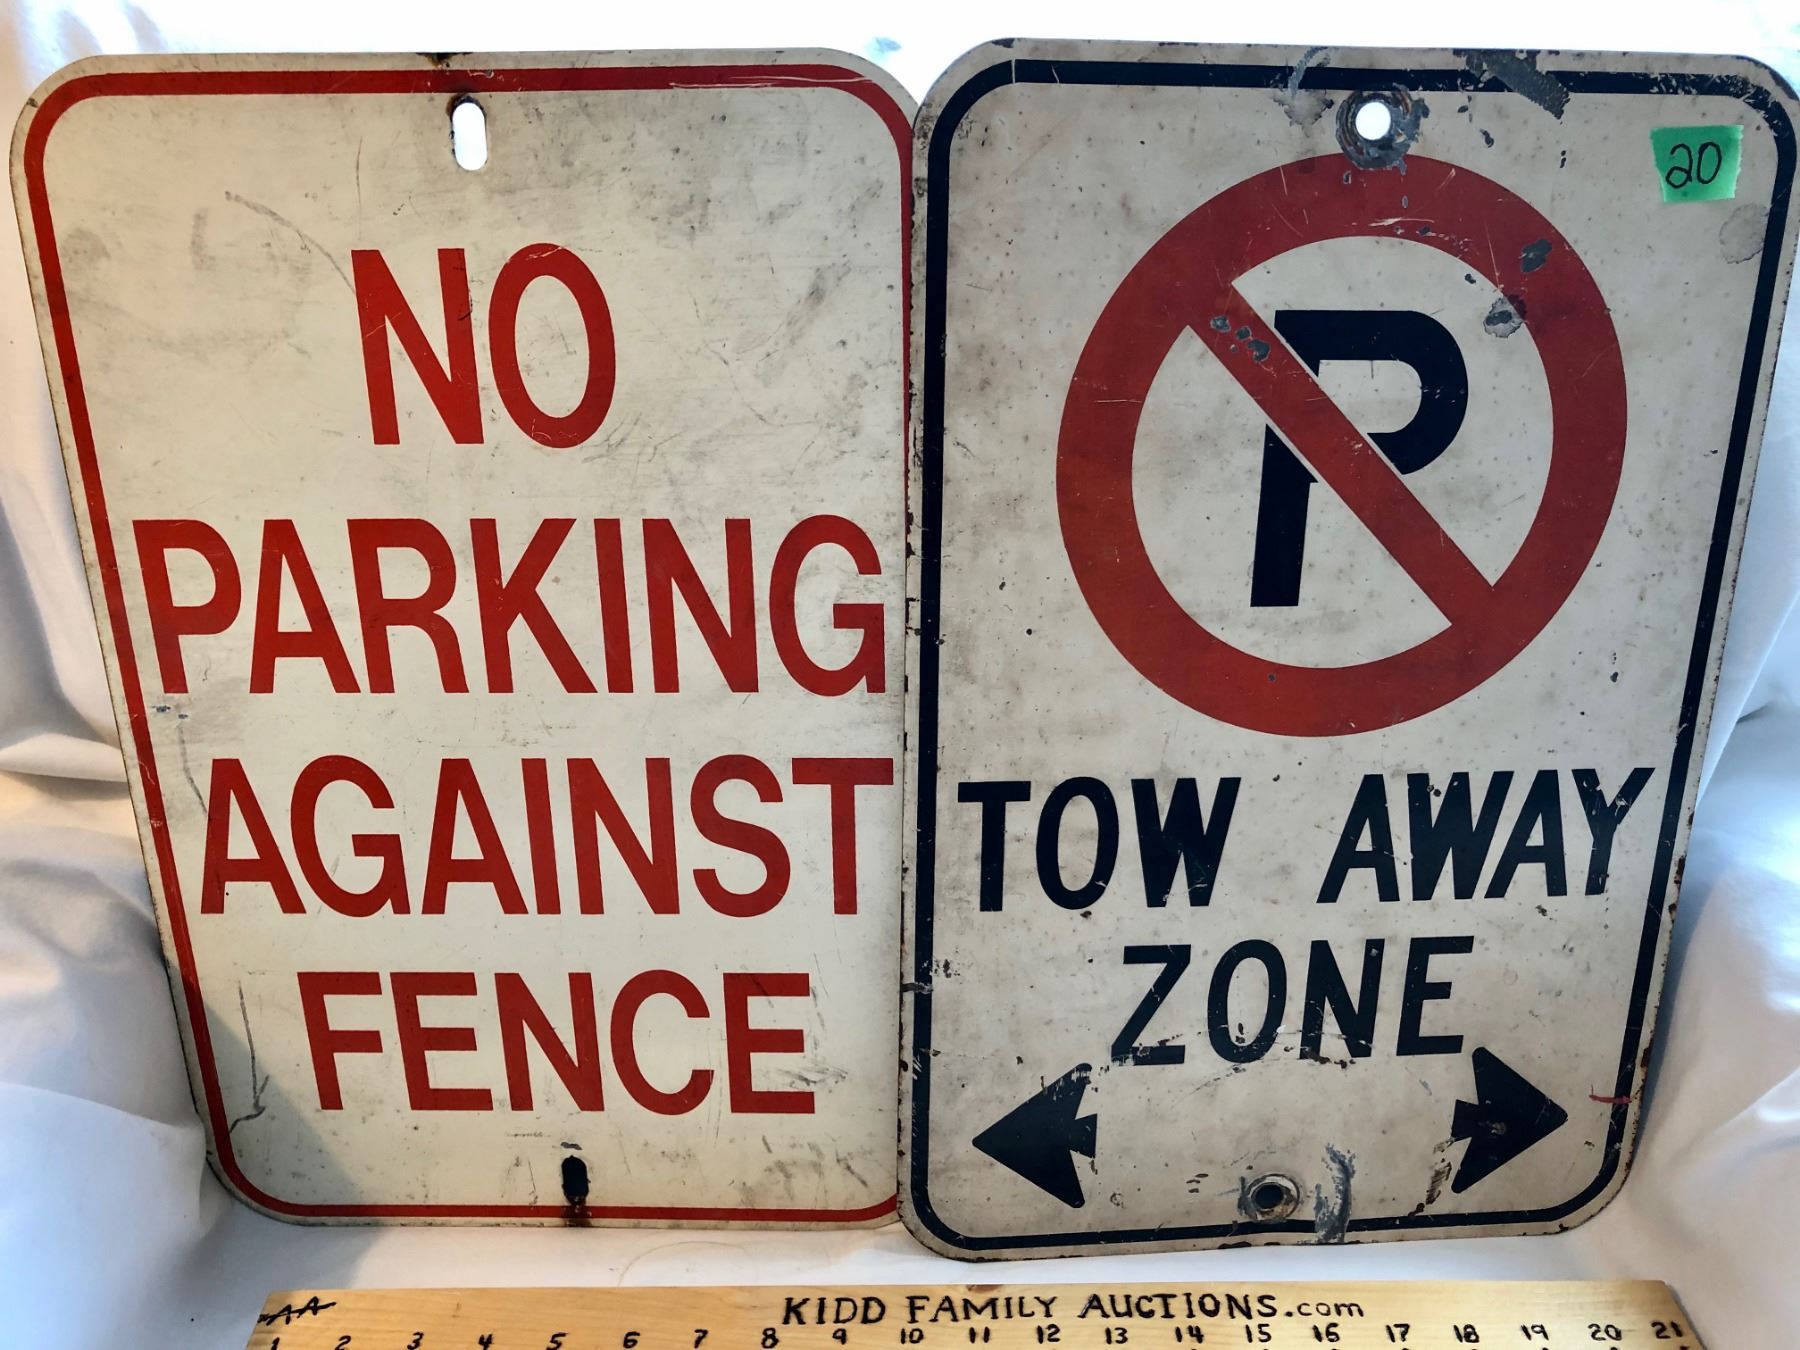 NO
PARKING
AGAINST
FENCE
20
P
TOW AWAY
ZONE
KIDD FAMILY AUCTIONS.com
1 2 3 4 5 6 7 8 9 10 11 12 13 14 15 16 17 18 19 20 21